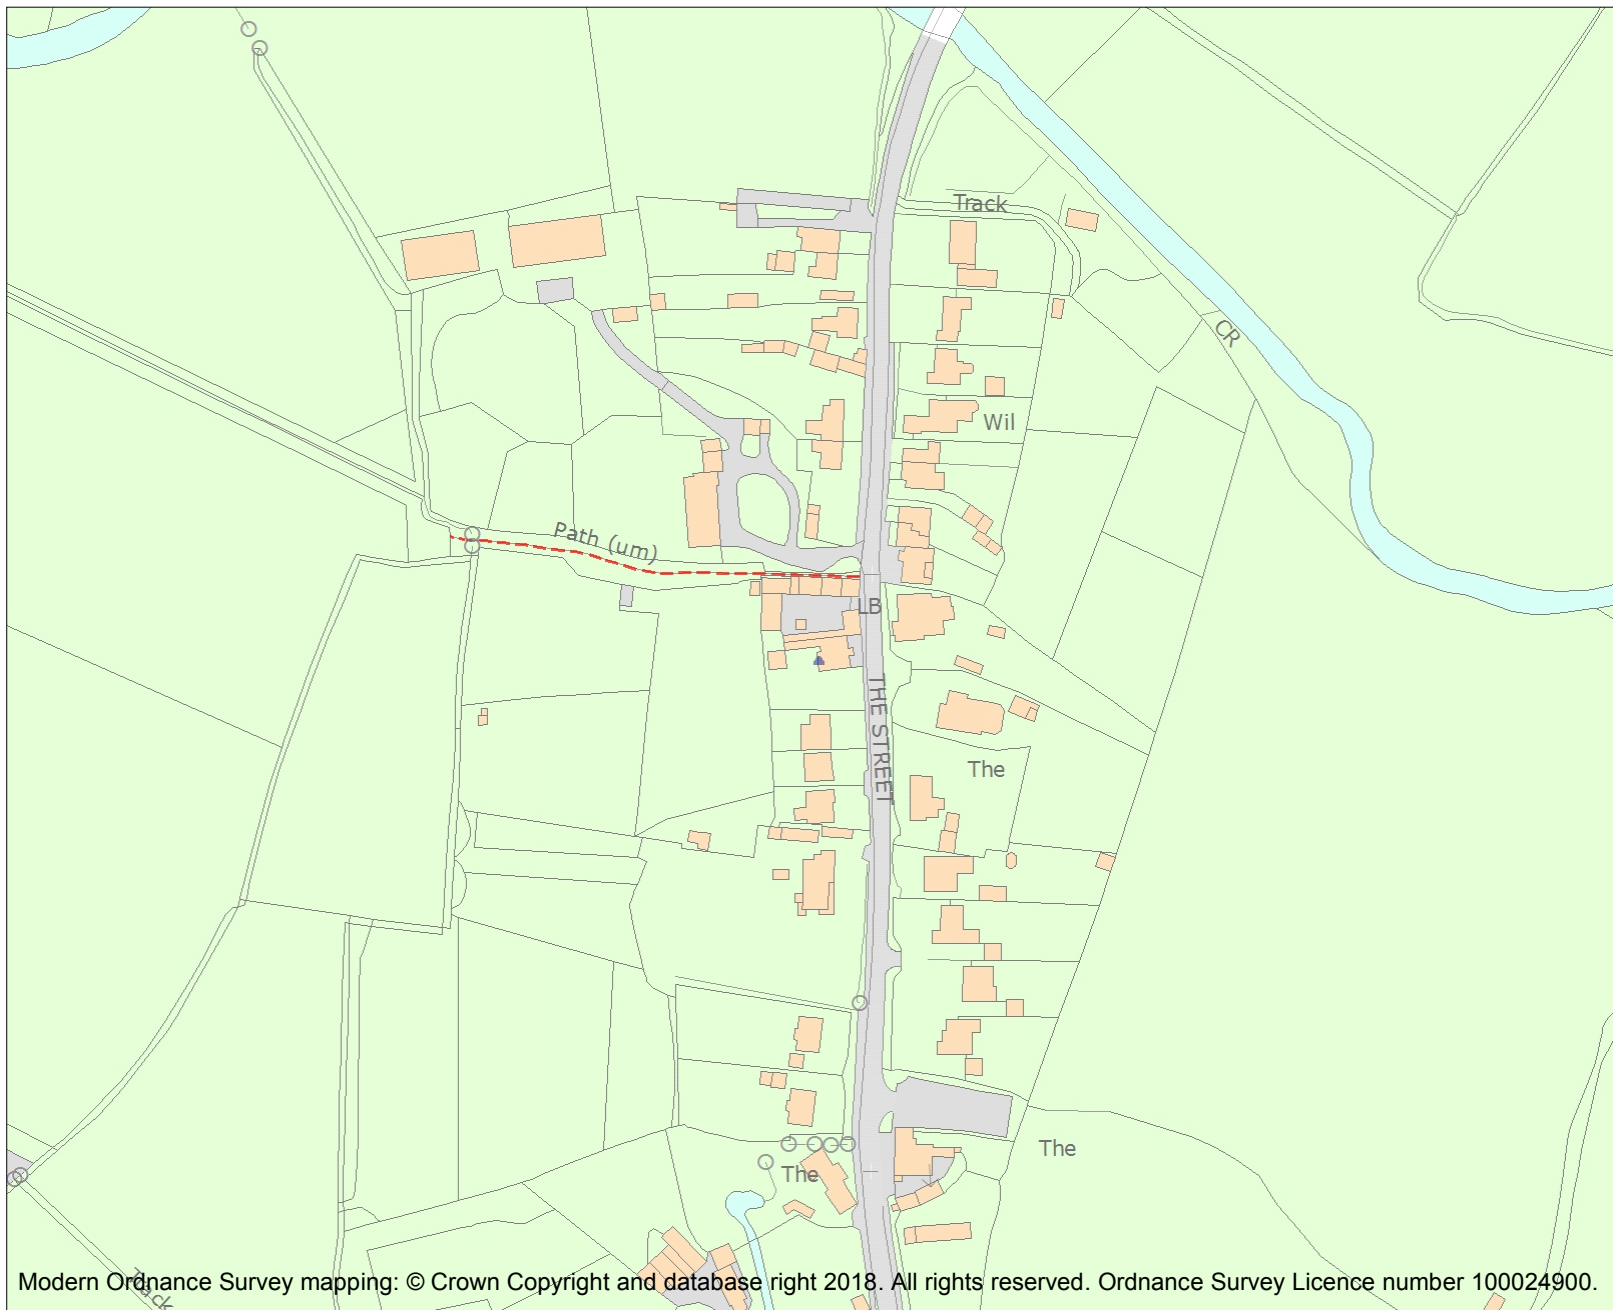 Track
CR
Wil
Path (um)
LB
THE STREET
The
The
The
Track
Modern Ordnance Survey mapping: © Crown Copyright and database right 2018. All rights reserved. Ordnance Survey Licence number 100024900.